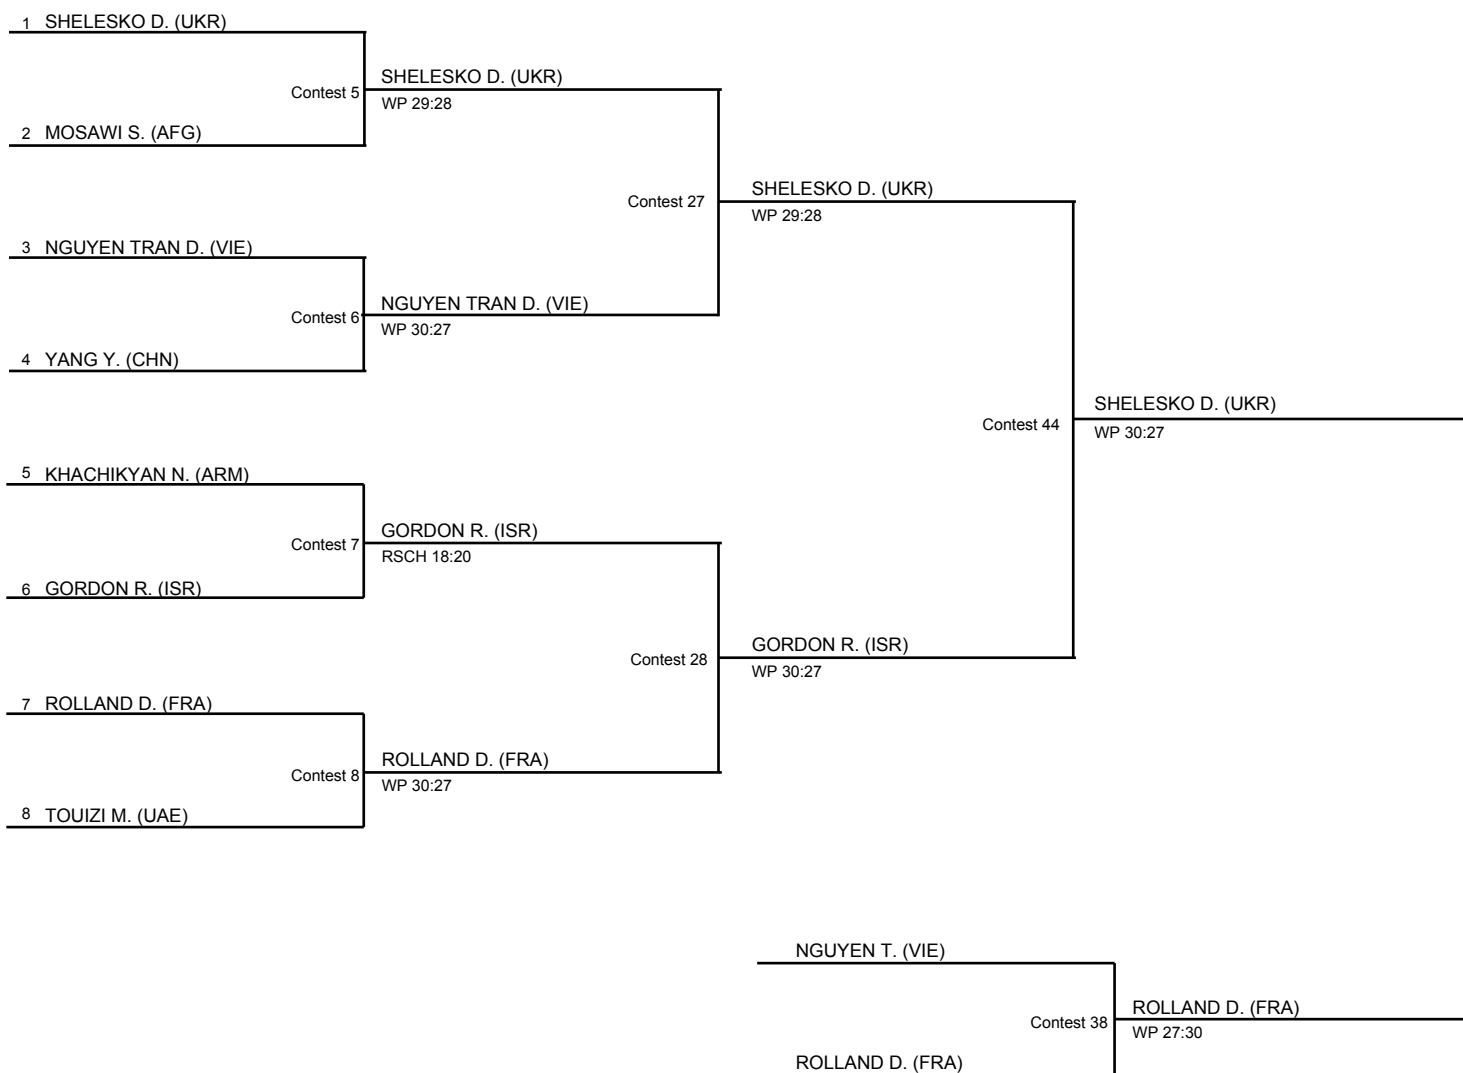 1 SHELESKO D. (UKR)
Contest 5
SHELESKO D. (UKR)
WP 29:28
2 MOSAWI S. (AFG)
Contest 27
SHELESKO D. (UKR)
WP 29:28
3 NGUYEN TRAN D. (VIE)
Contest 6
NGUYEN TRAN D. (VIE)
WP 30:27
4 YANG Y. (CHN)
Contest 44
SHELESKO D. (UKR)
WP 30:27
5 KHACHIKYAN N. (ARM)
Contest 7
GORDON R. (ISR)
RSCH 18:20
6 GORDON R. (ISR)
Contest 28
GORDON R. (ISR)
WP 30:27
7 ROLLAND D. (FRA)
Contest 8
ROLLAND D. (FRA)
WP 30:27
8 TOUIZI M. (UAE)
NGUYEN T. (VIE)
Contest 38
ROLLAND D. (FRA)
WP 27:30
ROLLAND D. (FRA)